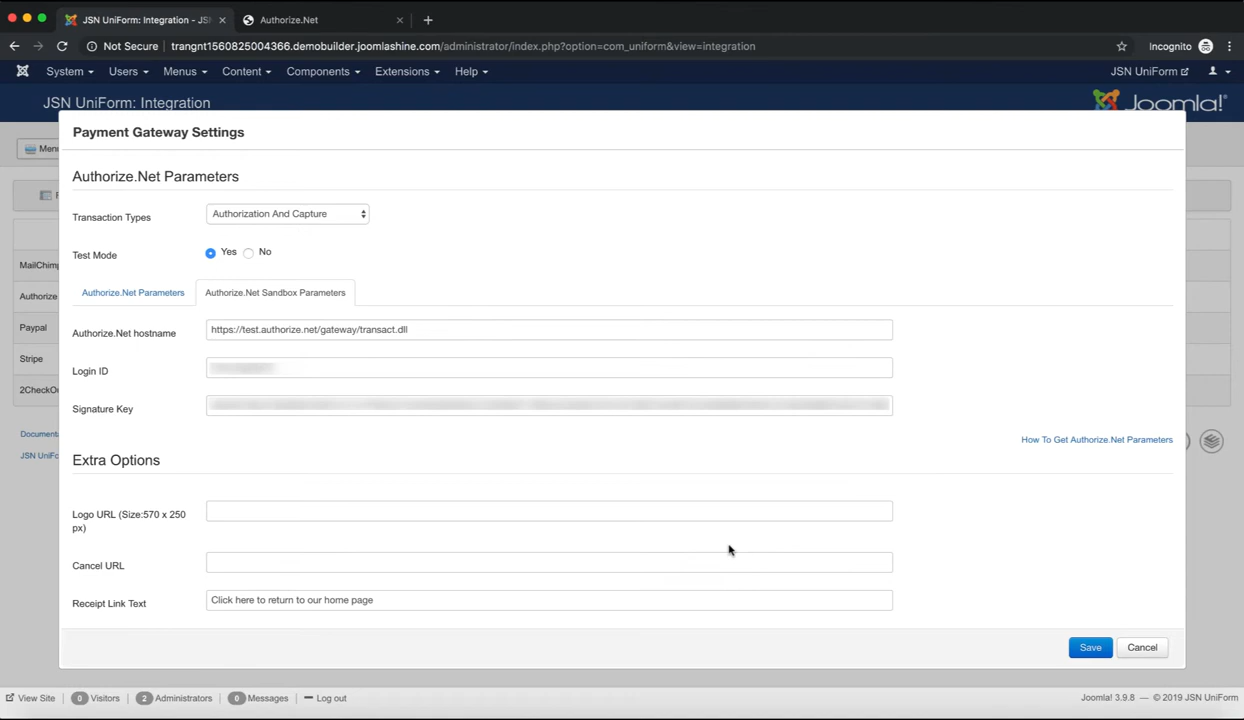 JSN UniForm: Integration - JSN
Authorize.Net
Not Secure
trangnt1560825004366.demobuilder.joomlashine.com/administrator/index.php?option=com_uniform&view=integration
Incognito
System Users Menus Content Components Extensions Help
JSN UniForm
JSN UniForm: Integration
Joomla!
Menu
Payment Gateway Settings
Authorize.Net Parameters
Transaction Types
Authorization And Capture
Test Mode
Yes No
Authorize.Net Parameters
Authorize.Net Sandbox Parameters
MailChimp
Authorize
Paypal
Stripe
2CheckOu
Authorize.Net hostname
https://test.authorize.net/gateway/transact.dll
Login ID
Signature Key
How To Get Authorize.Net Parameters
Documenta
JSN UniFo
Extra Options
Logo URL (Size:570 x 250
px)
Cancel URL
Receipt Link Text
Click here to return to our home page
Save Cancel
View Site 0 Visitors 2 Administrators 0 Messages Log out
Joomla! 3.9.8 — © 2019 JSN UniForm